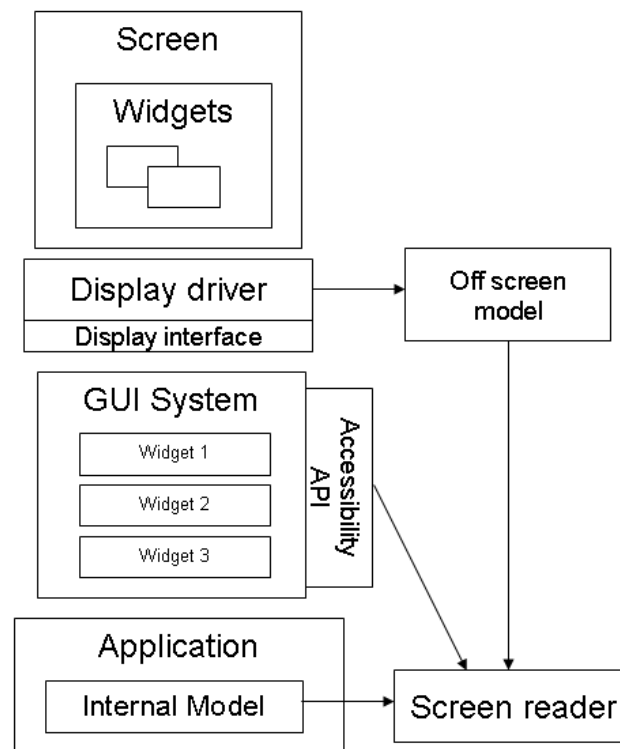 Screen
Widgets
Display driver
Display interface
Off screen
model
GUI System
Widget 1
Widget 2
Widget 3
Accessibility
API
Application
Internal Model
Screen reader